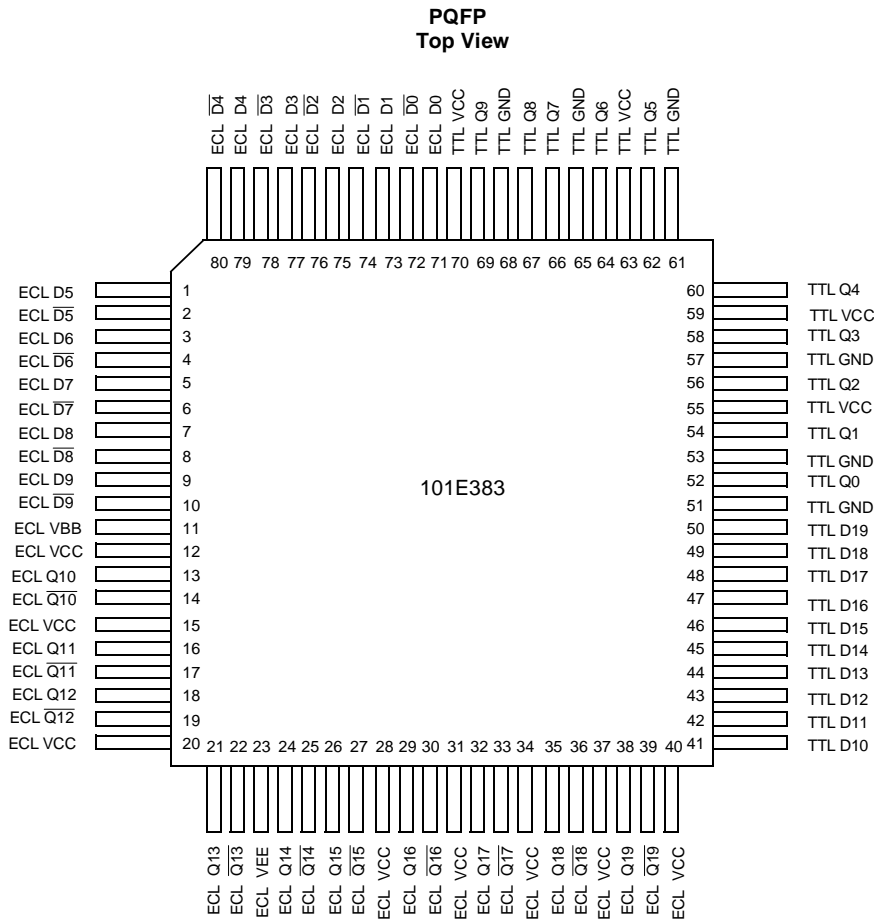 PQFP
Top View
ECL D̅4̅
ECL D4
ECL D̅3̅
ECL D3
ECL D̅2̅
ECL D2
ECL D̅1̅
ECL D1
ECL D̅0̅
ECL D0
TTL VCC
TTL Q9
TTL GND
TTL Q8
TTL Q7
TTL GND
TTL Q6
TTL VCC
TTL Q5
TTL GND
80 79 78 77 76 75 74 73 72 71 70 69 68 67 66 65 64 63 62 61
ECL D5 1 60 TTL Q4
ECL D̅5̅ 2 59 TTL VCC
ECL D6 3 58 TTL Q3
ECL D̅6̅ 4 57 TTL GND
ECL D7 5 56 TTL Q2
ECL D̅7̅ 6 55 TTL VCC
ECL D8 7 54 TTL Q1
ECL D̅8̅ 8 53 TTL GND
ECL D9 9 52 TTL Q0
ECL D̅9̅ 10 51 TTL GND
101E383
ECL VBB 11 50 TTL D19
ECL VCC 12 49 TTL D18
ECL Q10 13 48 TTL D17
ECL Q̅1̅0̅ 14 47 TTL D16
ECL VCC 15 46 TTL D15
ECL Q11 16 45 TTL D14
ECL Q̅1̅1̅ 17 44 TTL D13
ECL Q12 18 43 TTL D12
ECL Q̅1̅2̅ 19 42 TTL D11
ECL VCC 20 41 TTL D10
21 22 23 24 25 26 27 28 29 30 31 32 33 34 35 36 37 38 39 40
ECL Q13
ECL Q̅1̅3̅
ECL VEE
ECL Q14
ECL Q̅1̅4̅
ECL Q15
ECL Q̅1̅5̅
ECL VCC
ECL Q16
ECL Q̅1̅6̅
ECL VCC
ECL Q17
ECL Q̅1̅7̅
ECL VCC
ECL Q18
ECL Q̅1̅8̅
ECL VCC
ECL Q19
ECL Q̅1̅9̅
ECL VCC